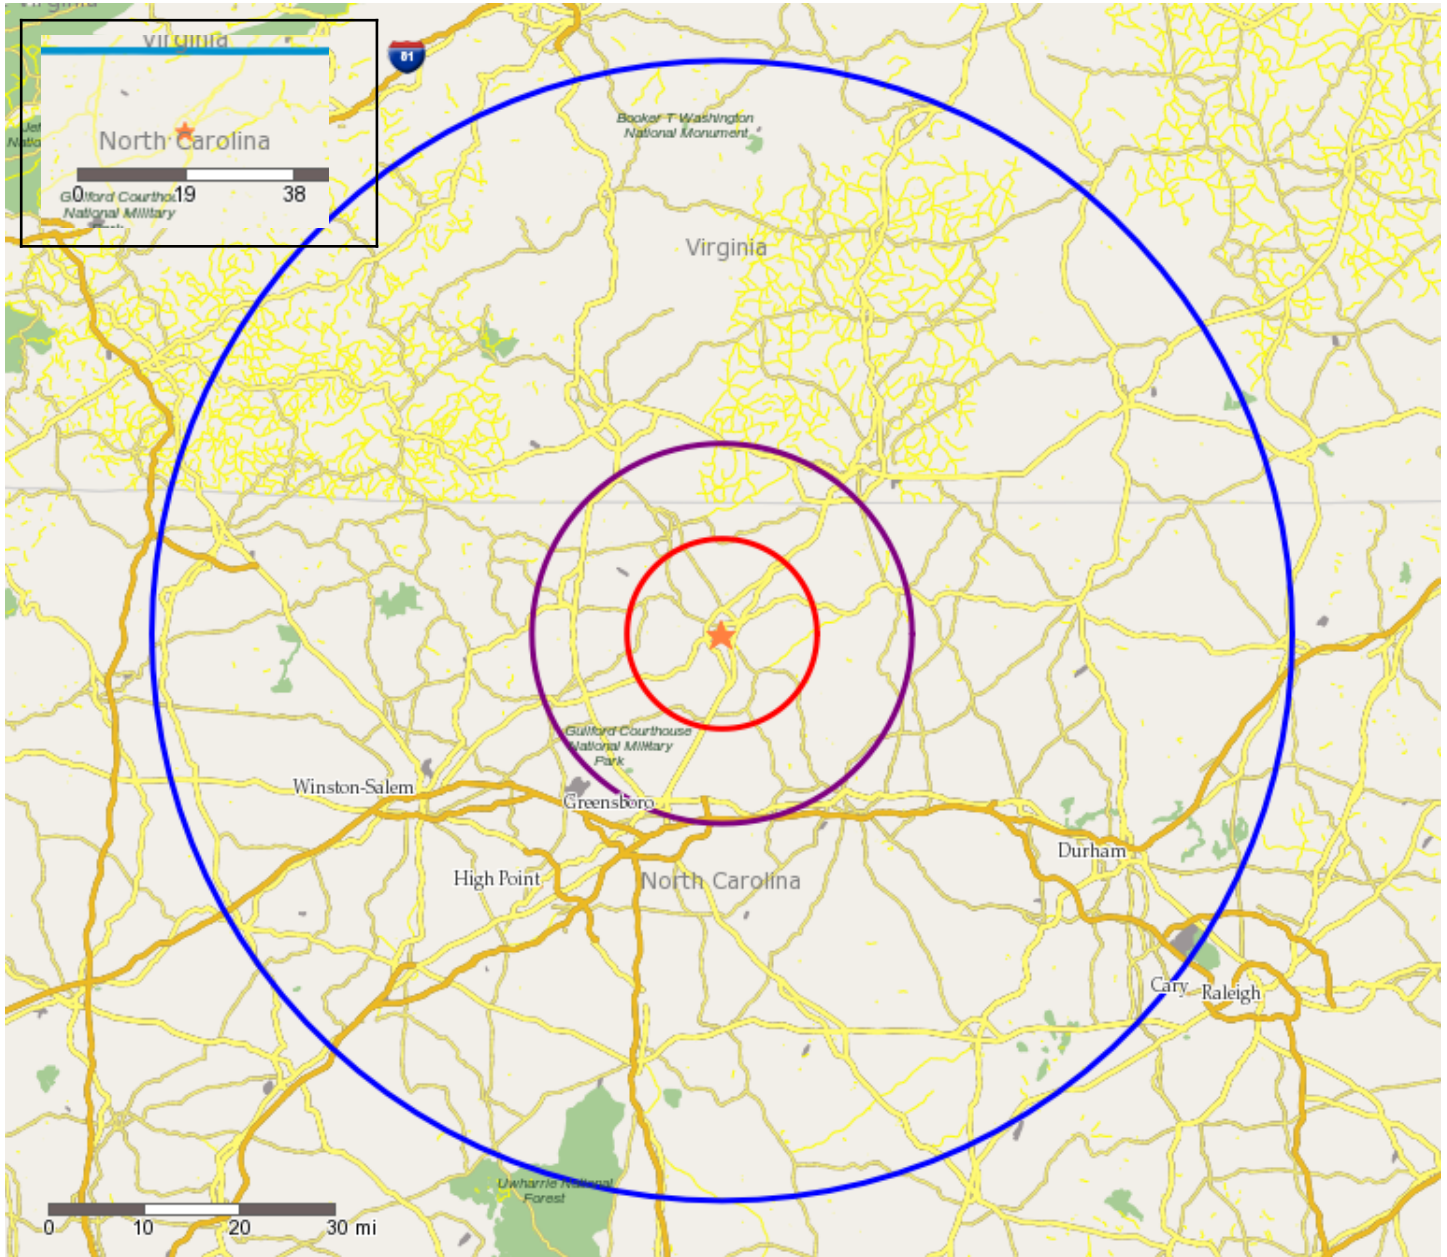 Virginia
81
Virginia
North Carolina
0 19 38
Guilford Courthou
National Military
Booker T Washington
National Monument
Virginia
Guilford Courthouse
National Military
Park
Winston-Salem
Greensboro
High Point
North Carolina
Durham
Cary
Raleigh
Uwharrie National
Forest
0 10 20 30 mi